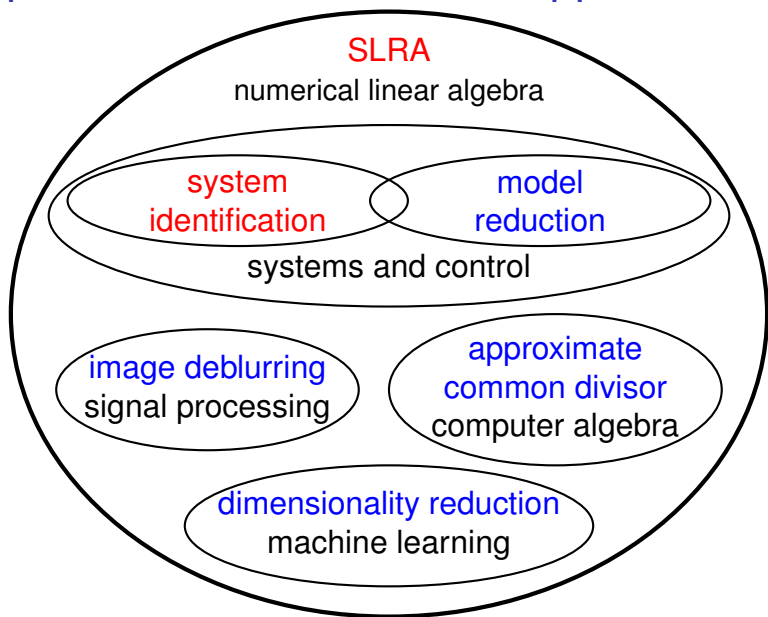 SLRA
numerical linear algebra
system
identification
model
reduction
systems and control
image deblurring
signal processing
approximate
common divisor
computer algebra
dimensionality reduction
machine learning